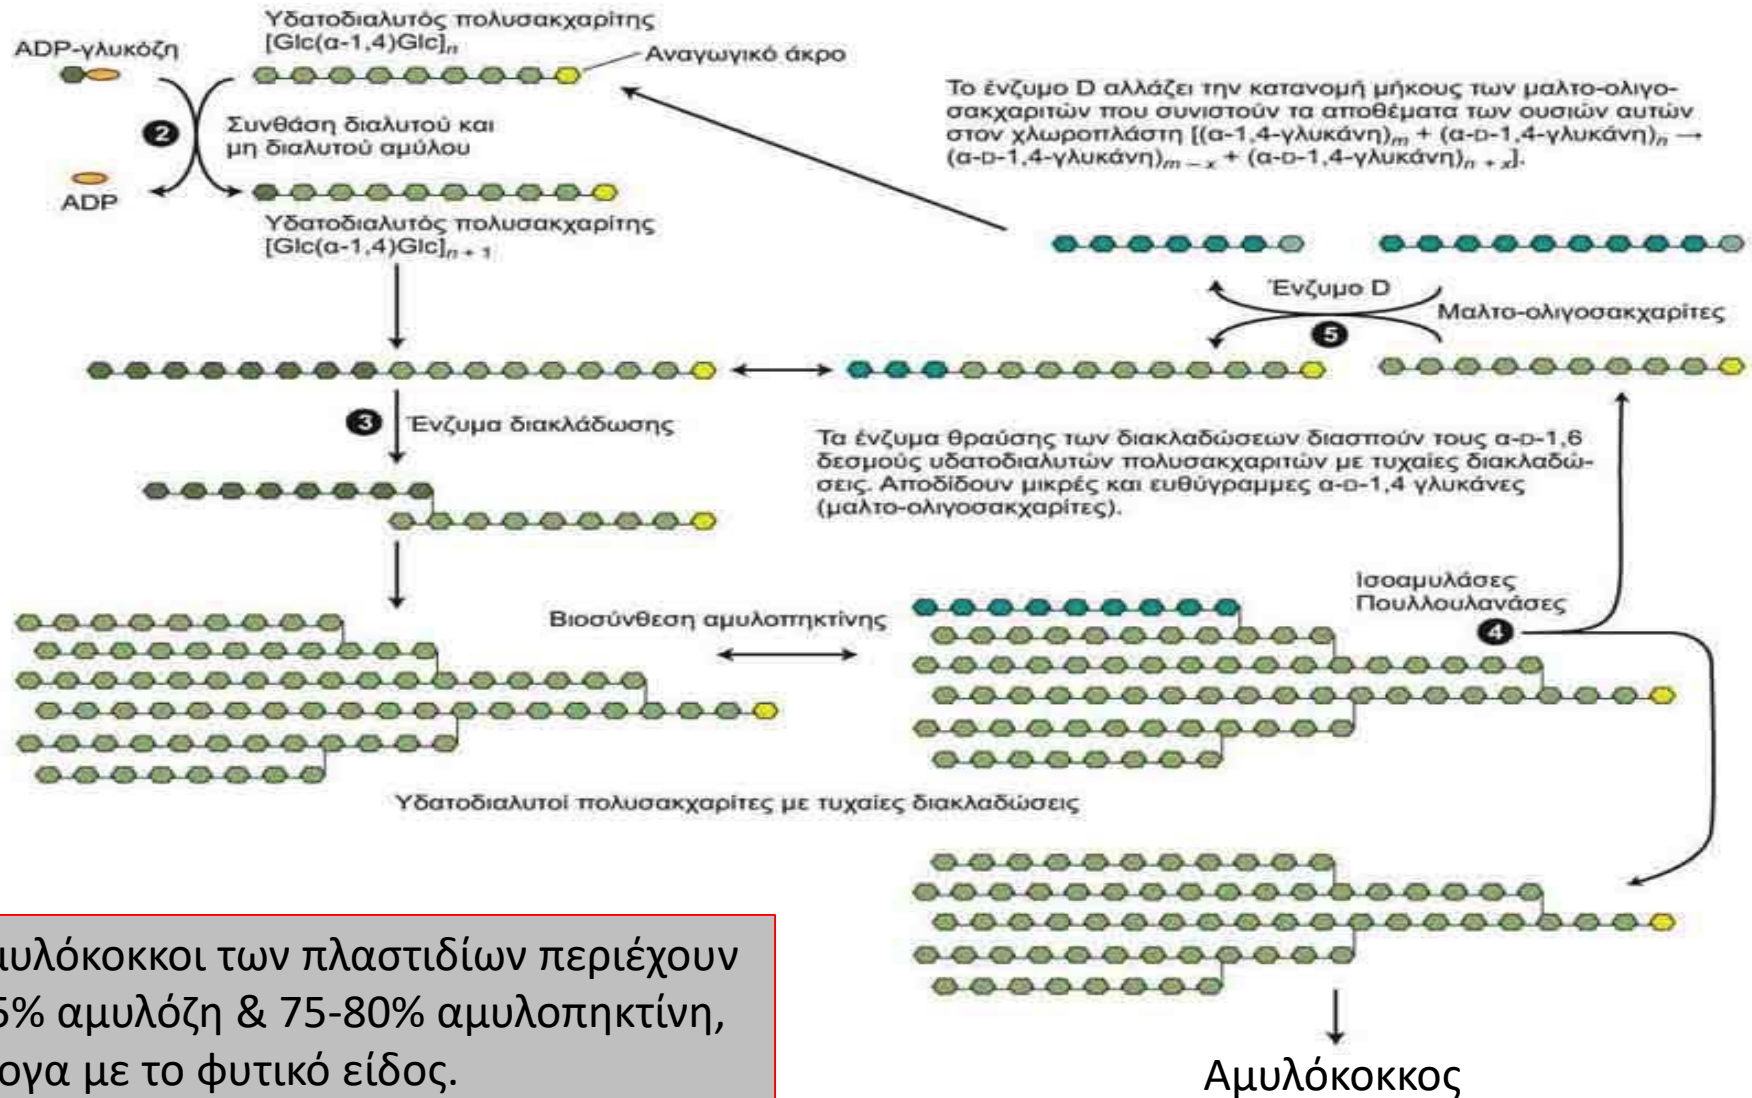 ADP-γλυκόζη
Υδατοδιαλυτός πολυσακχαρίτης
[Glc(α-1,4)Glc]n
Αναγωγικό άκρο
2
Συνθάση διαλυτού και
μη διαλυτού αμύλου
ADP
Υδατοδιαλυτός πολυσακχαρίτης
[Glc(α-1,4)Glc]n + 1
Το ένζυμο D αλλάζει την κατανομή μήκους των μαλτο-ολιγο-
σακχαριτών που συνιστούν τα αποθέματα των ουσιών αυτών
στον χλωροπλάστη [(α-1,4-γλυκάνη)m + (α-D-1,4-γλυκάνη)n →
(α-D-1,4-γλυκάνη)m – x + (α-D-1,4-γλυκάνη)n + x].
Ένζυμο D
5
Μαλτο-ολιγοσακχαρίτες
3
Ένζυμα διακλάδωσης
Τα ένζυμα θραύσης των διακλαδώσεων διασπούν τους α-D-1,6
δεσμούς υδατοδιαλυτών πολυσακχαριτών με τυχαίες διακλαδώ-
σεις. Αποδίδουν μικρές και ευθύγραμμες α-D-1,4 γλυκάνες
(μαλτο-ολιγοσακχαρίτες).
Βιοσύνθεση αμυλοπηκτίνης
Ισοαμυλάσες
Πουλλουλανάσες
4
Υδατοδιαλυτοί πολυσακχαρίτες με τυχαίες διακλαδώσεις
μυλόκοκκοι των πλαστιδίων περιέχουν
5% αμυλόζη & 75-80% αμυλοπηκτίνη,
ογα με το φυτικό είδος.
Αμυλόκοκκος